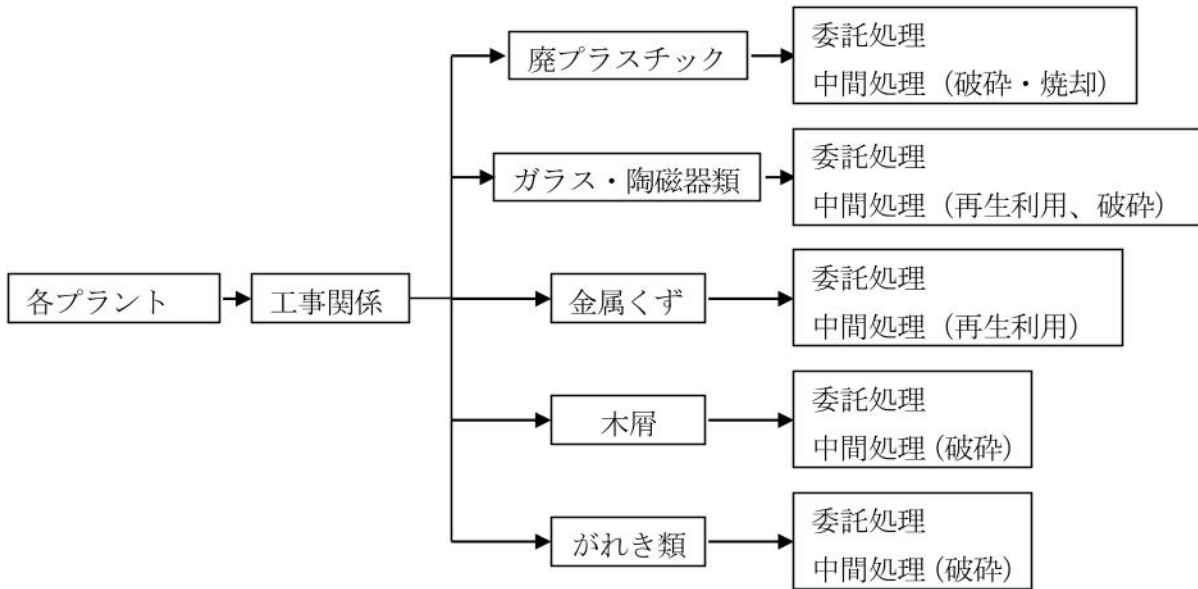 各プラント
工事関係
廃プラスチック
委託処理
中間処理（破砕・焼却）
ガラス・陶磁器類
委託処理
中間処理（再生利用、破砕）
金属くず
委託処理
中間処理（再生利用）
木屑
委託処理
中間処理（破砕）
がれき類
委託処理
中間処理（破砕）